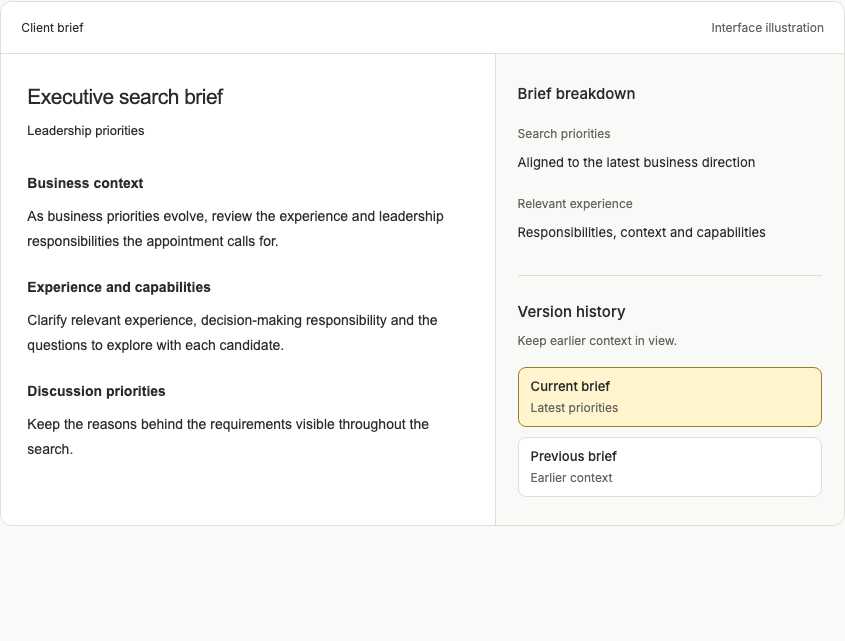 Client brief
Interface illustration
Executive search brief
Leadership priorities
Business context
As business priorities evolve, review the experience and leadership
responsibilities the appointment calls for.
Experience and capabilities
Clarify relevant experience, decision-making responsibility and the
questions to explore with each candidate.
Discussion priorities
Keep the reasons behind the requirements visible throughout the
search.
Brief breakdown
Search priorities
Aligned to the latest business direction
Relevant experience
Responsibilities, context and capabilities
Version history
Keep earlier context in view.
Current brief
Latest priorities
Previous brief
Earlier context